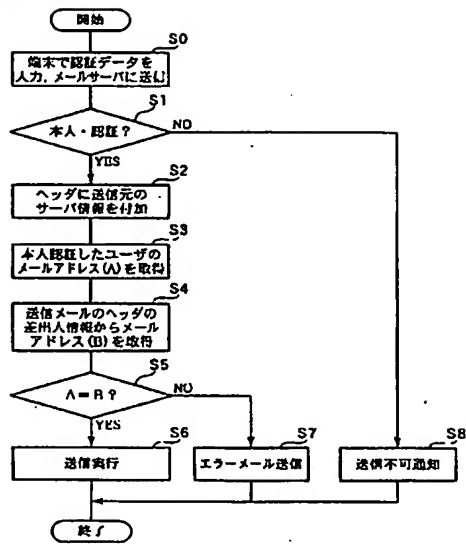 開始
S0
端末で認証データを
入力、メールサーバに送信
S1
本人・認証？
NO
YES
S2
ヘッダに送信元の
サーバ情報を付加
S3
本人認証したユーザの
メールアドレス(A)を取得
S4
送信メールのヘッダの
差出人情報からメール
アドレス(B)を取得
S5
A=B？
NO
YES
S6
送信実行
S7
エラーメール送信
S8
送信不可通知
終了